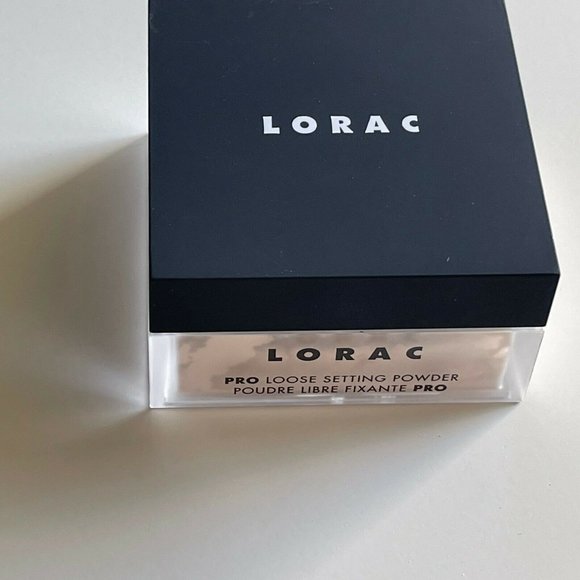 LORAC
LORAC
PRO LOOSE SETTING POWDER
POUDRE LIBRE FIXANTE PRO